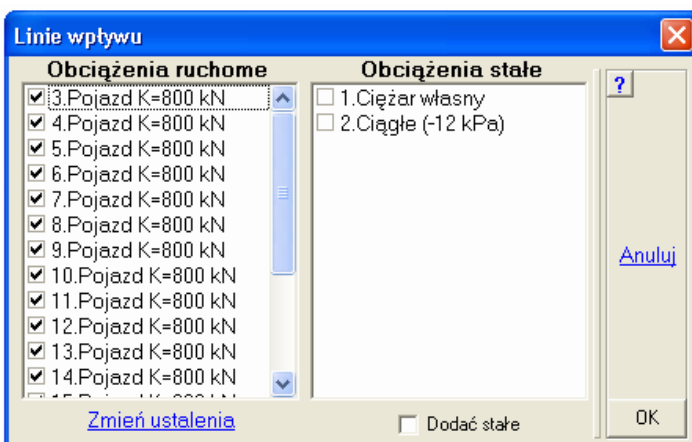 Linie wpływu
Obciążenia ruchome
3.Pojazd K=800 kN
4.Pojazd K=800 kN
5.Pojazd K=800 kN
6.Pojazd K=800 kN
7.Pojazd K=800 kN
8.Pojazd K=800 kN
9.Pojazd K=800 kN
10.Pojazd K=800 kN
11.Pojazd K=800 kN
12.Pojazd K=800 kN
13.Pojazd K=800 kN
14.Pojazd K=800 kN
Zmień ustalenia
Obciążenia stałe
1.Ciężar własny
2.Ciągłe (-12 kPa)
Dodać stałe
?
Anuluj
OK